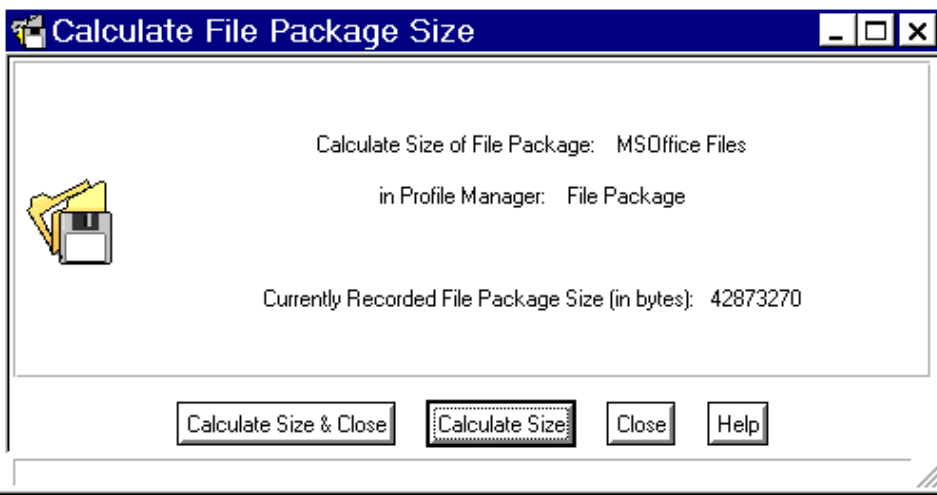 Calculate File Package Size
Calculate Size of File Package: MSOffice Files
in Profile Manager: File Package
Currently Recorded File Package Size (in bytes): 42873270
Calculate Size & Close Calculate Size Close Help